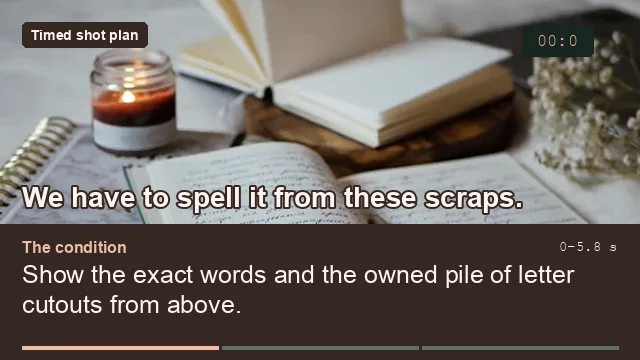 Timed shot plan
00:0
We have to spell it from these scraps.
The condition
0–5.8 s
Show the exact words and the owned pile of letter
cutouts from above.